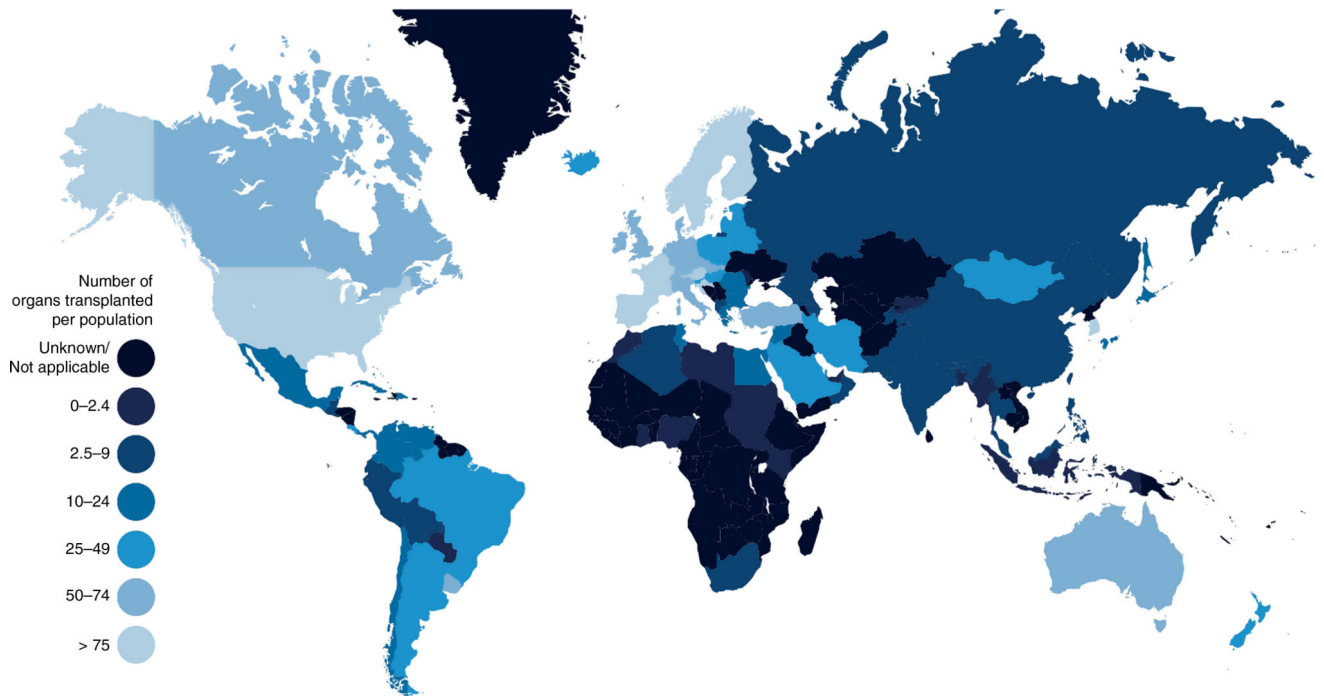 Number of
organs transplanted
per population
Unknown/
Not applicable
0–2.4
2.5–9
10–24
25–49
50–74
> 75